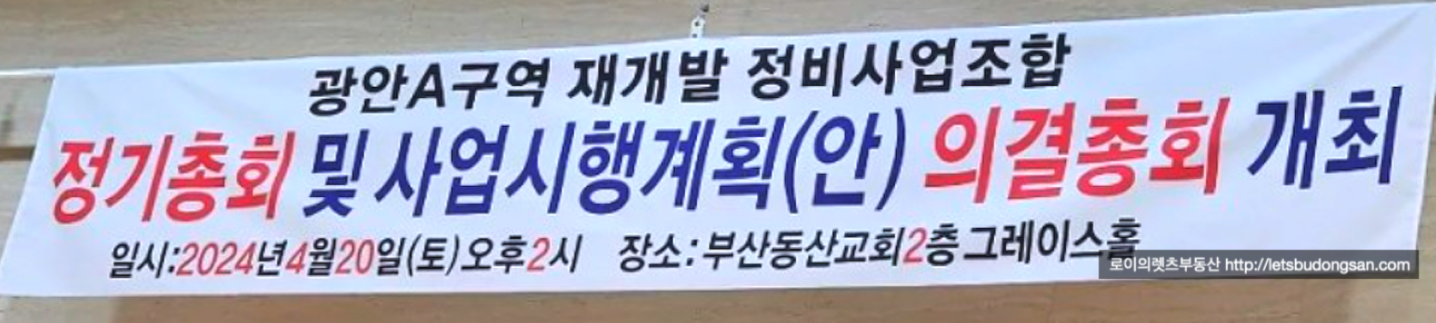 광안A구역 재개발 정비사업조합
정기총회 및 사업시행계획(안) 의결총회 개최
일시:2024년4월20일(토)오후2시 장소:부산동산교회2층그레이스홀
로이의렛츠부동산 http://letsbudongsan.com